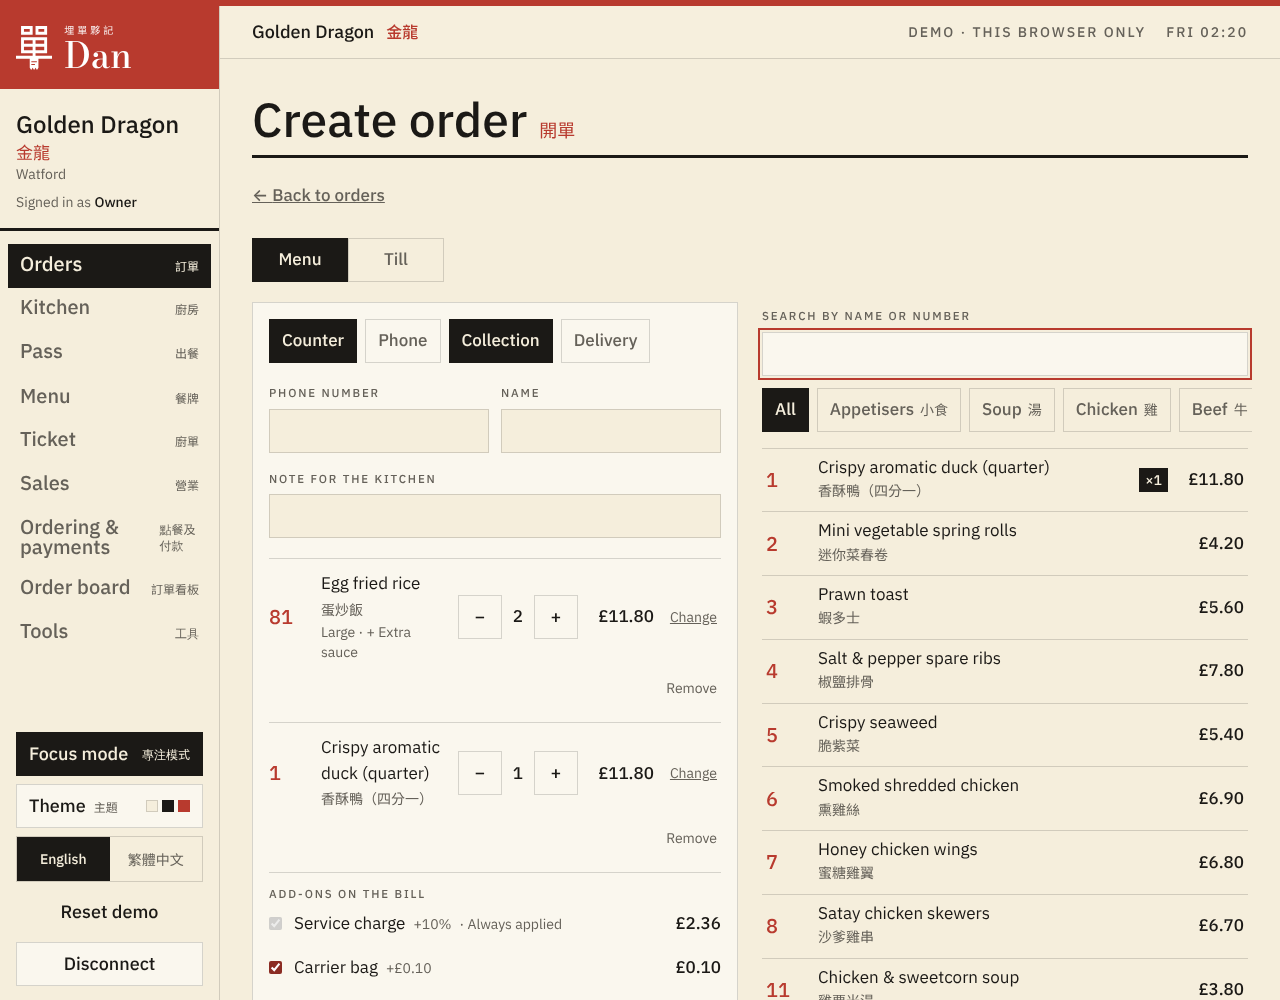 單
埋單夥記
Dan
Golden Dragon
金龍
Watford
Signed in as Owner
Orders 訂單
Kitchen 廚房
Pass 出餐
Menu 餐牌
Ticket 廚單
Sales 營業
Ordering & payments 點餐及付款
Order board 訂單看板
Tools 工具
Focus mode 專注模式
Theme 主題
English 繁體中文
Reset demo
Disconnect
Golden Dragon 金龍
DEMO · THIS BROWSER ONLY FRI 02:20
Create order 開單
← Back to orders
Menu Till
Counter Phone Collection Delivery
PHONE NUMBER NAME
NOTE FOR THE KITCHEN
81 Egg fried rice
蛋炒飯
Large · + Extra sauce
− 2 + £11.80 Change
Remove
1 Crispy aromatic duck (quarter)
香酥鴨（四分一）
− 1 + £11.80 Change
Remove
ADD-ONS ON THE BILL
Service charge +10% · Always applied £2.36
Carrier bag +£0.10 £0.10
SEARCH BY NAME OR NUMBER
All Appetisers 小食 Soup 湯 Chicken 雞 Beef 牛
1 Crispy aromatic duck (quarter) ×1 £11.80
香酥鴨（四分一）
2 Mini vegetable spring rolls £4.20
迷你菜春卷
3 Prawn toast £5.60
蝦多士
4 Salt & pepper spare ribs £7.80
椒鹽排骨
5 Crispy seaweed £5.40
脆紫菜
6 Smoked shredded chicken £6.90
熏雞絲
7 Honey chicken wings £6.80
蜜糖雞翼
8 Satay chicken skewers £6.70
沙爹雞串
11 Chicken & sweetcorn soup £3.80